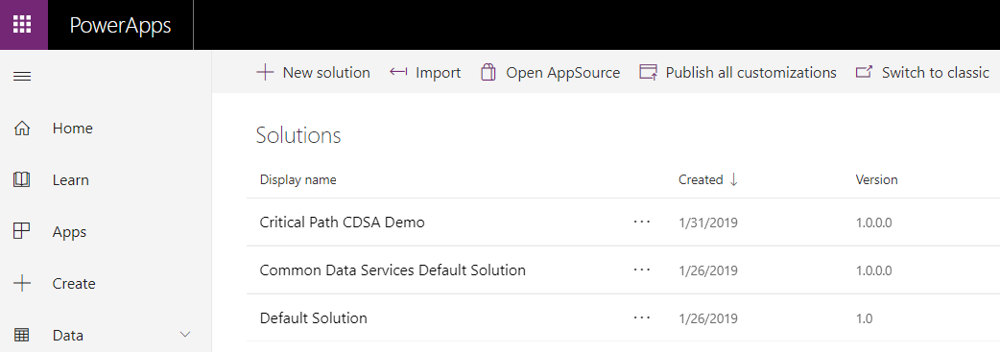 PowerApps
New solution Import Open AppSource Publish all customizations Switch to classic
Home
Learn
Apps
Create
Data
Solutions
Display name Created ↓ Version
Critical Path CDSA Demo ... 1/31/2019 1.0.0.0
Common Data Services Default Solution ... 1/26/2019 1.0.0.0
Default Solution ... 1/26/2019 1.0